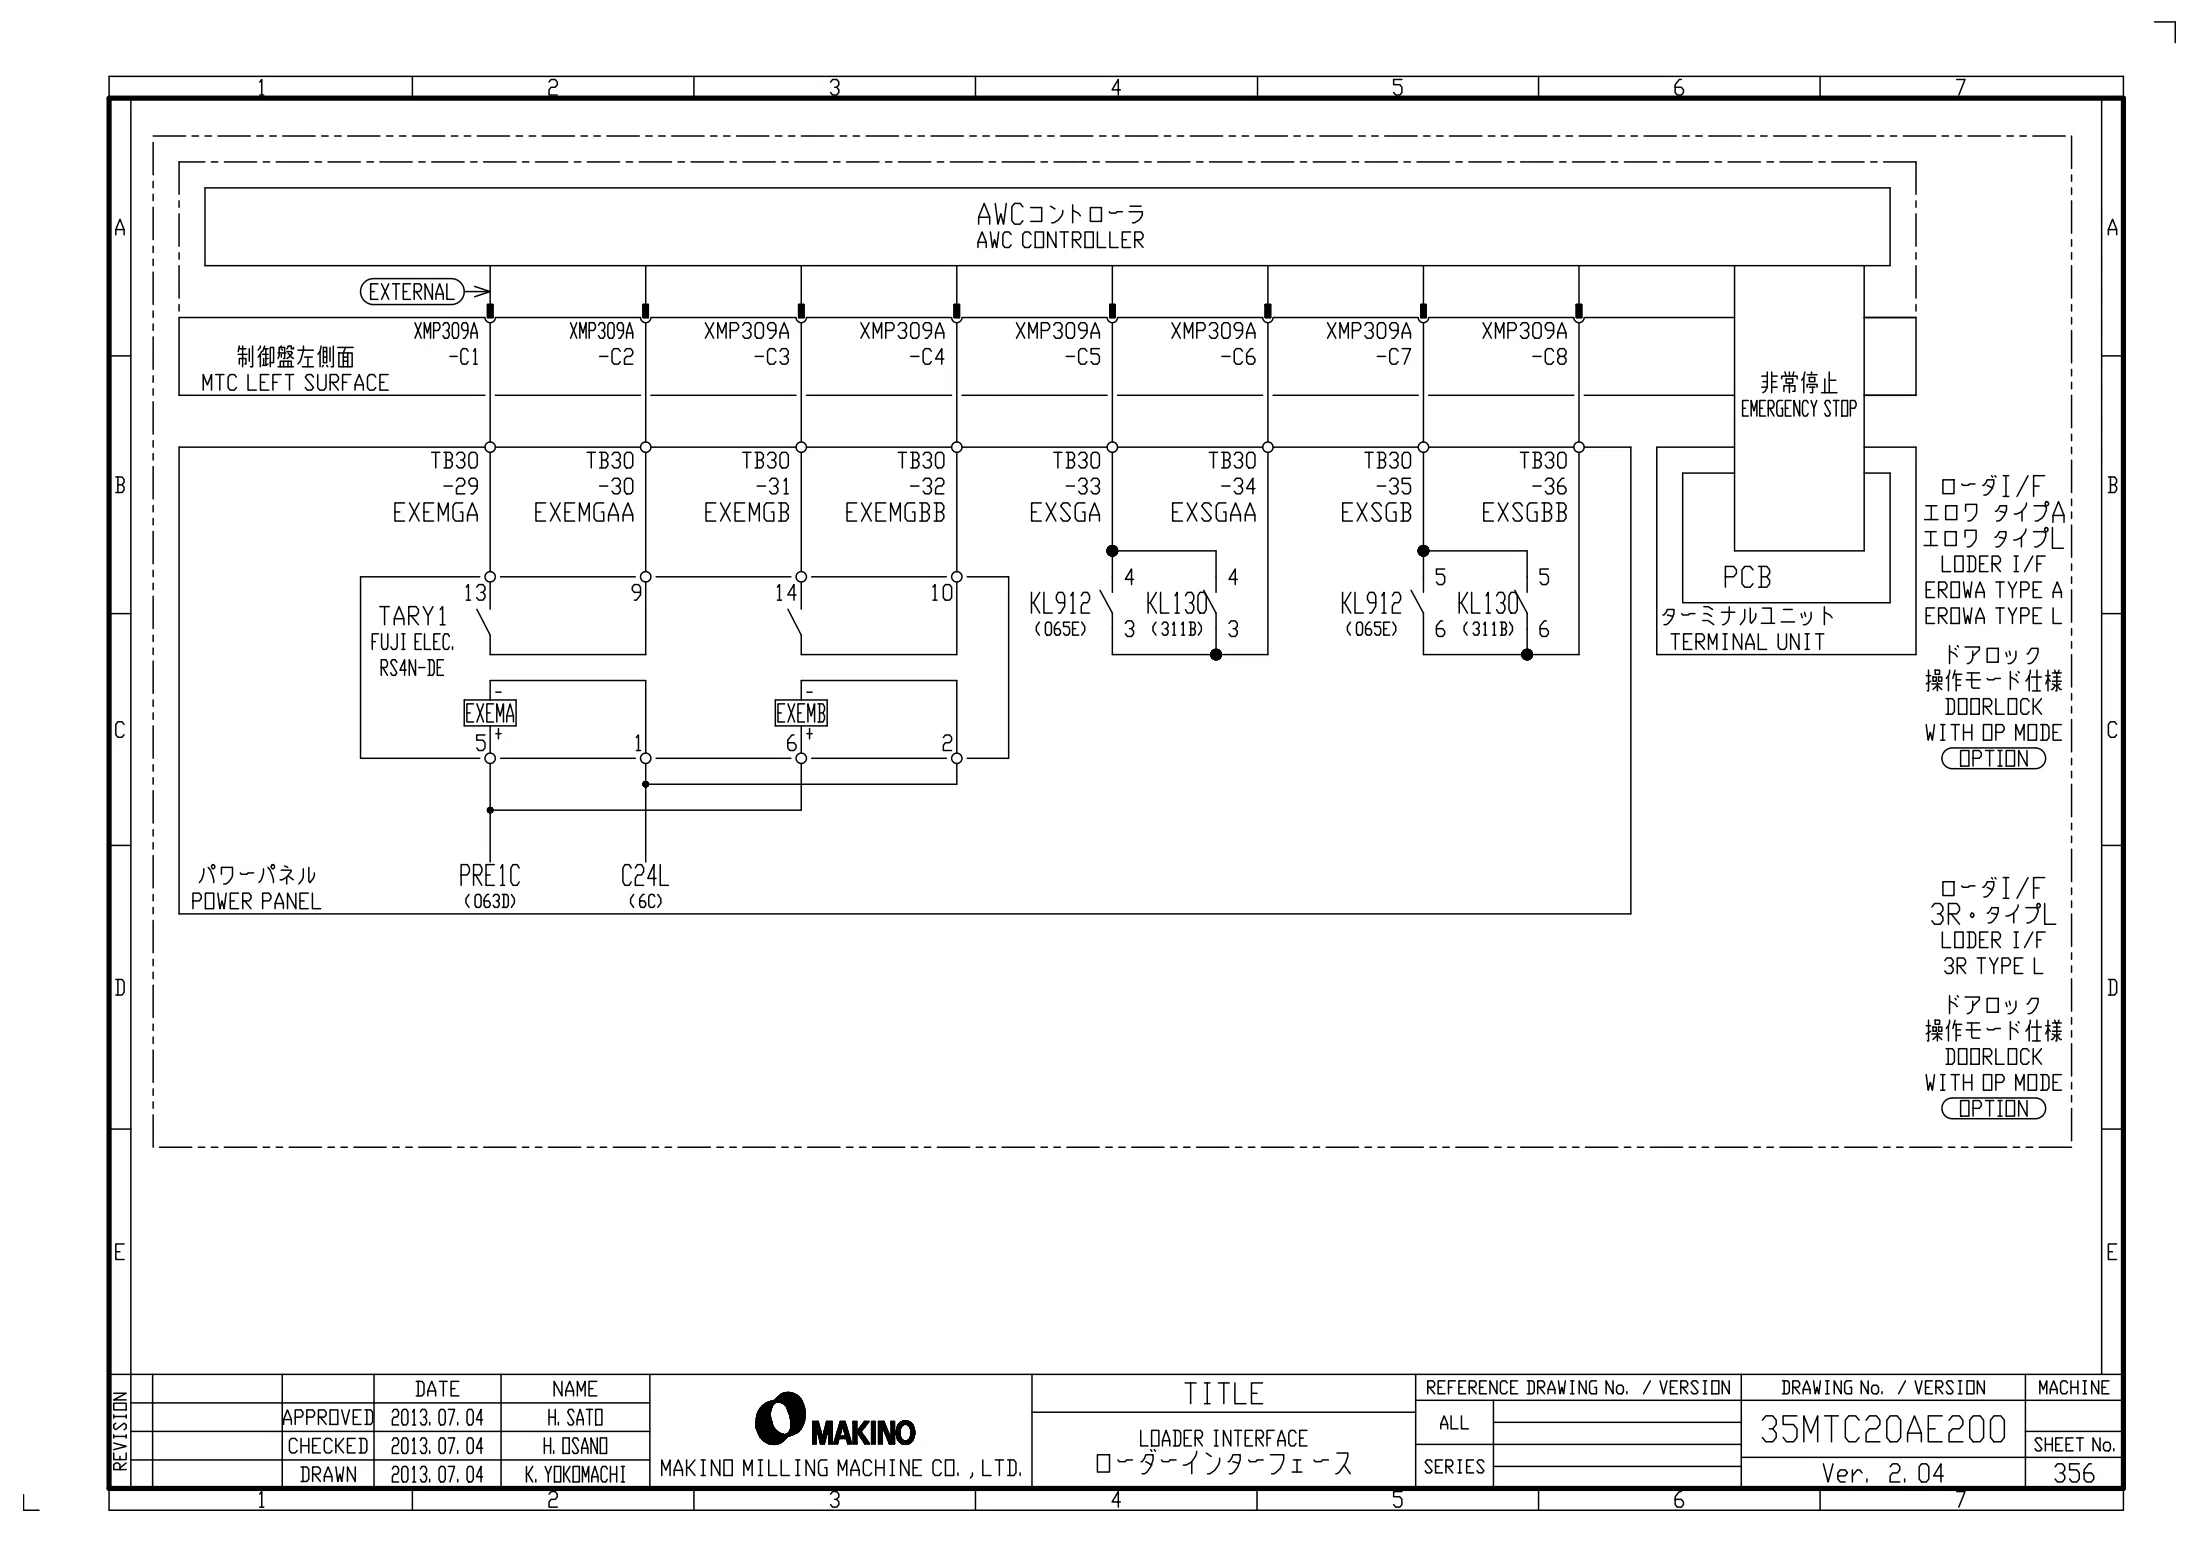 1 2 3 4 5 6 7
A A
AWCコントローラ
AWC CONTROLLER
EXTERNAL
XMP309A XMP309A XMP309A XMP309A XMP309A XMP309A XMP309A XMP309A
-C1 -C2 -C3 -C4 -C5 -C6 -C7 -C8
制御盤左側面
MTC LEFT SURFACE
非常停止
EMERGENCY STOP
TB30 TB30 TB30 TB30 TB30 TB30 TB30 TB30
-29 -30 -31 -32 -33 -34 -35 -36
EXEMGA EXEMGAA EXEMGB EXEMGBB EXSGA EXSGAA EXSGB EXSGBB
B B
ローダI/F
エロワ タイプA
エロワ タイプL
LODER I/F
EROWA TYPE A
EROWA TYPE L
13 9 14 10
4 4 5 5
KL912 KL130 KL912 KL130
(065E) (311B) (065E) (311B)
3 3 6 6
PCB
ターミナルユニット
TERMINAL UNIT
TARY1
FUJI ELEC.
RS4N-DE
ドアロック
操作モード仕様
DOORLOCK
WITH OP MODE
OPTION
- -
EXEMA EXEMB
+ +
5 1 6 2
C C
PRE1C C24L
(063D) (6C)
パワーパネル
POWER PANEL
ローダI/F
3R・タイプL
LODER I/F
3R TYPE L
D D
ドアロック
操作モード仕様
DOORLOCK
WITH OP MODE
OPTION
E E
REVISION
DATE NAME
APPROVED 2013.07.04 H. SATO
CHECKED 2013.07.04 H. OSANO
DRAWN 2013.07.04 K. YOKOMACHI
MAKINO
MAKINO MILLING MACHINE CO.,LTD.
TITLE
LOADER INTERFACE
ローダーインターフェース
REFERENCE DRAWING No. / VERSION
ALL
SERIES
DRAWING No. / VERSION
35MTC20AE200
Ver. 2.04
MACHINE
SHEET No.
356
1 2 3 4 5 6 7